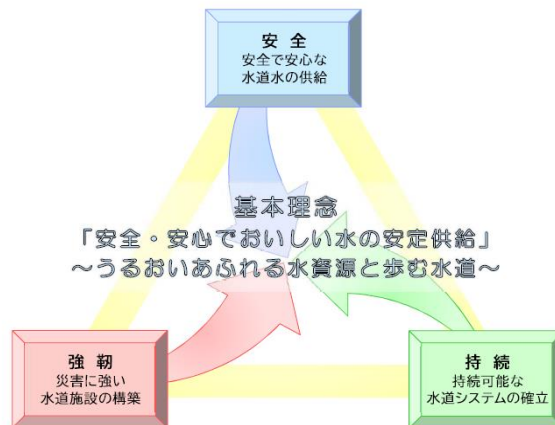 安 全
安全で安心な
水道水の供給
基本理念
「安全・安心でおいしい水の安定供給」
～うるおいあふれる水資源と歩む水道～
強 靭
災害に強い
水道施設の構築
持 続
持続可能な
水道システムの確立